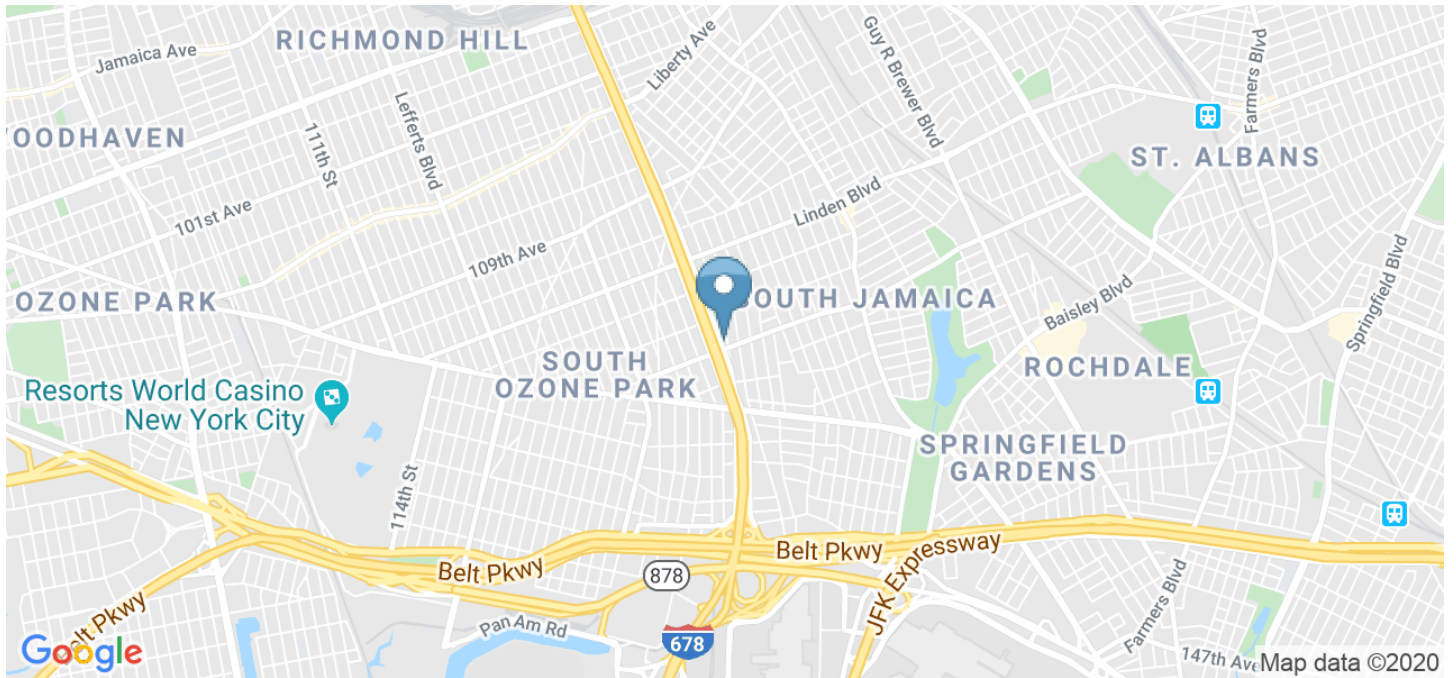 RICHMOND HILL
Jamaica Ave
Liberty Ave
Guy R Brewer Blvd
Farmers Blvd
Lefferts Blvd
111th St
OODHAVEN
ST. ALBANS
101st Ave
Linden Blvd
109th Ave
Springfield Blvd
OZONE PARK
OUTH JAMAICA
Baisley Blvd
SOUTH
OZONE PARK
ROCHDALE
Resorts World Casino
New York City
SPRINGFIELD
GARDENS
114th St
Belt Pkwy
Belt Pkwy
JFK Expressway
878
Belt Pkwy
Pan Am Rd
678
Farmers Blvd
147th Ave
Google
Map data ©2020